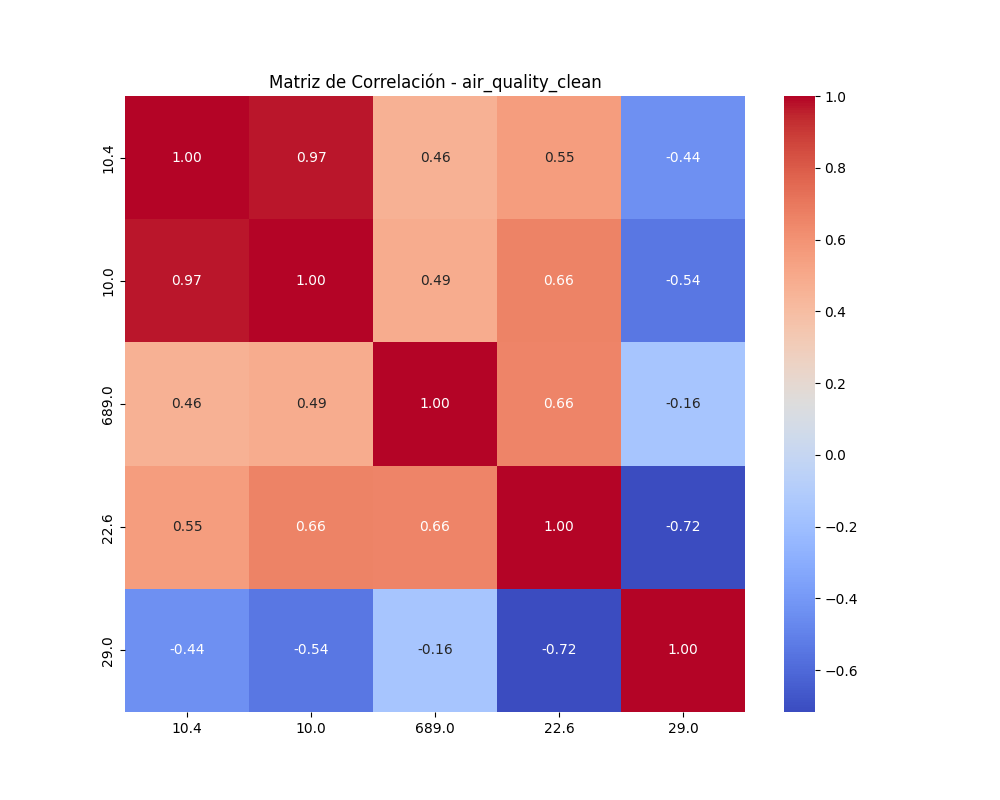 Matriz de Correlación - air_quality_clean
10.4 1.00 0.97 0.46 0.55 -0.44
10.0 0.97 1.00 0.49 0.66 -0.54
689.0 0.46 0.49 1.00 0.66 -0.16
22.6 0.55 0.66 0.66 1.00 -0.72
29.0 -0.44 -0.54 -0.16 -0.72 1.00
10.4 10.0 689.0 22.6 29.0
1.0
0.8
0.6
0.4
0.2
0.0
−0.2
−0.4
−0.6